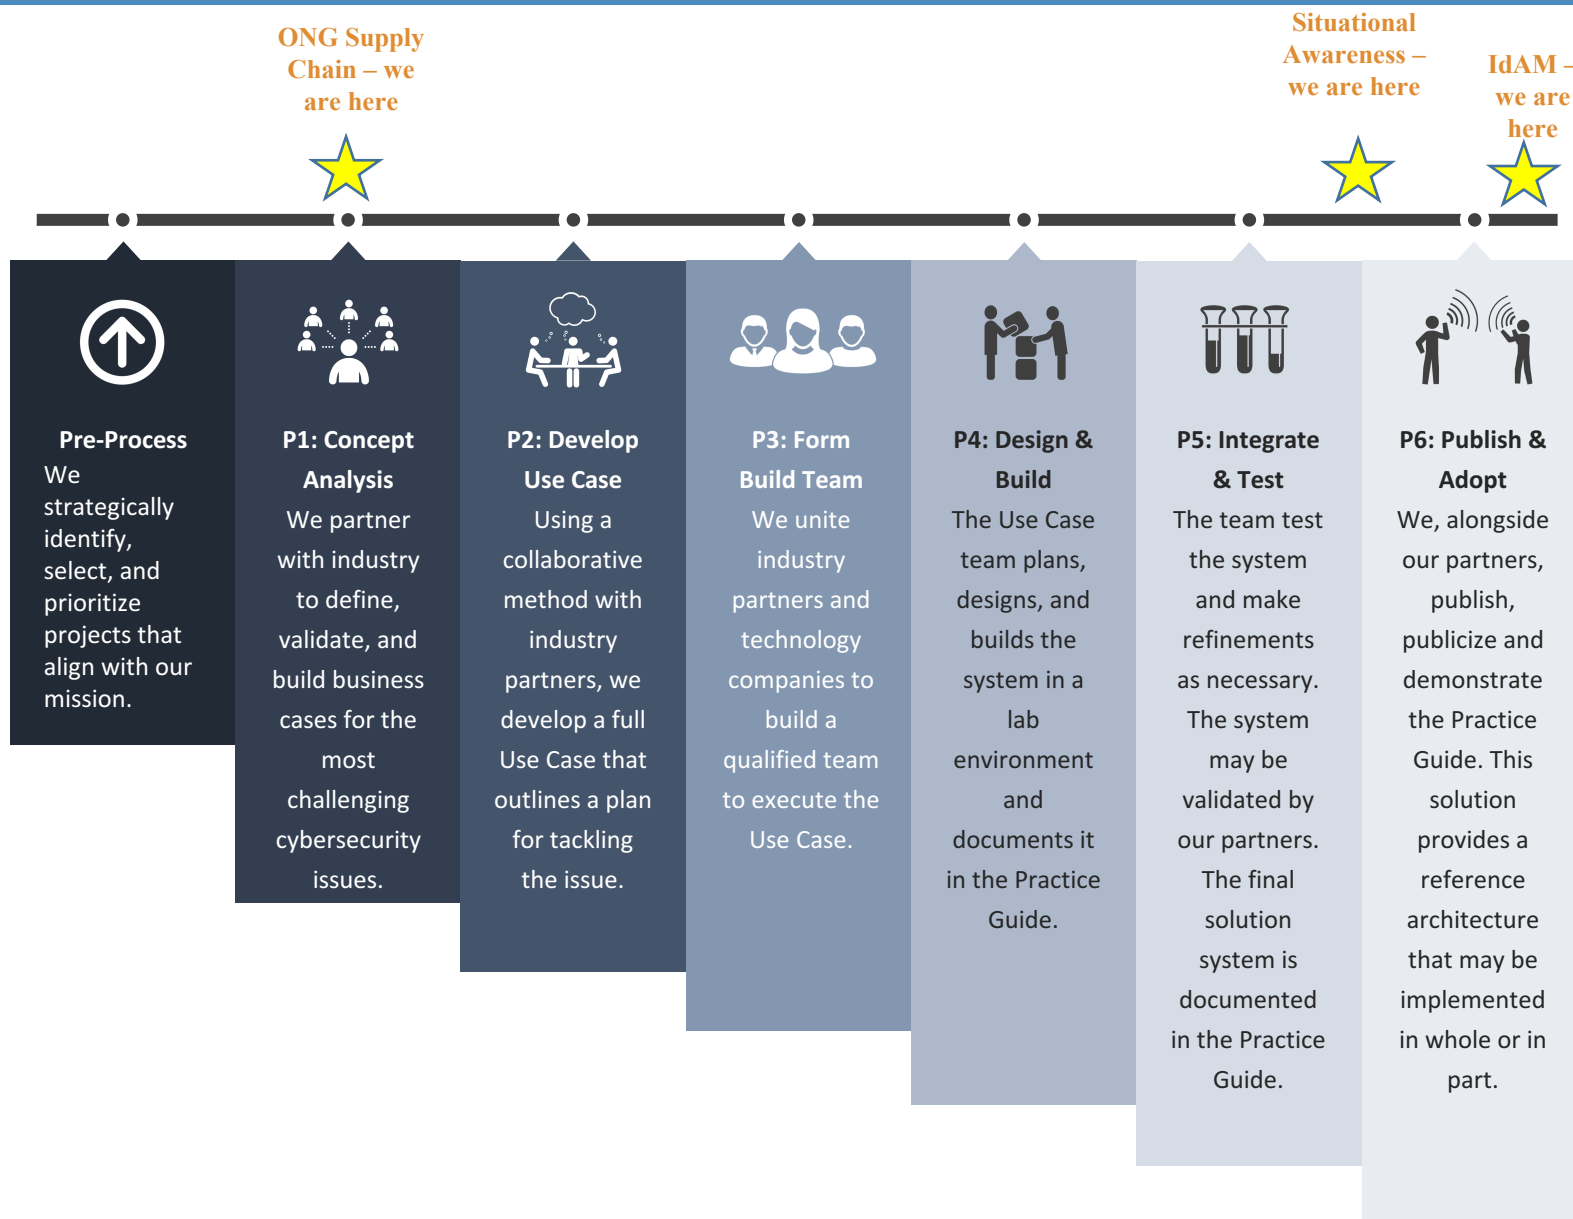 ONG Supply
Chain – we
are here
Situational
Awareness –
we are here
IdAM –
we are
here
Pre-Process
We
strategically
identify,
select, and
prioritize
projects that
align with our
mission.
P1: Concept
Analysis
We partner
with industry
to define,
validate, and
build business
cases for the
most
challenging
cybersecurity
issues.
P2: Develop
Use Case
Using a
collaborative
method with
industry
partners, we
develop a full
Use Case that
outlines a plan
for tackling
the issue.
P3: Form
Build Team
We unite
industry
partners and
technology
companies to
build a
qualified team
to execute the
Use Case.
P4: Design &
Build
The Use Case
team plans,
designs, and
builds the
system in a
lab
environment
and
documents it
in the Practice
Guide.
P5: Integrate
& Test
The team test
the system
and make
refinements
as necessary.
The system
may be
validated by
our partners.
The final
solution
system is
documented
in the Practice
Guide.
P6: Publish &
Adopt
We, alongside
our partners,
publish,
publicize and
demonstrate
the Practice
Guide. This
solution
provides a
reference
architecture
that may be
implemented
in whole or in
part.